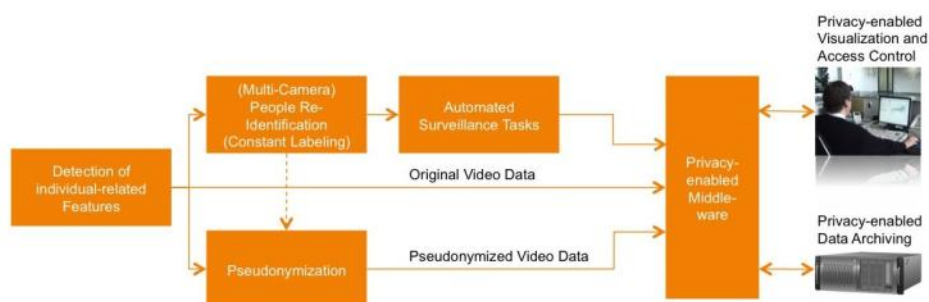 Detection of
individual-related
Features
(Multi-Camera)
People Re-
Identification
(Constant Labeling)
Automated
Surveillance Tasks
Original Video Data
Pseudonymization
Pseudonymized Video Data
Privacy-
enabled
Middle-
ware
Privacy-enabled
Visualization and
Access Control
Privacy-enabled
Data Archiving